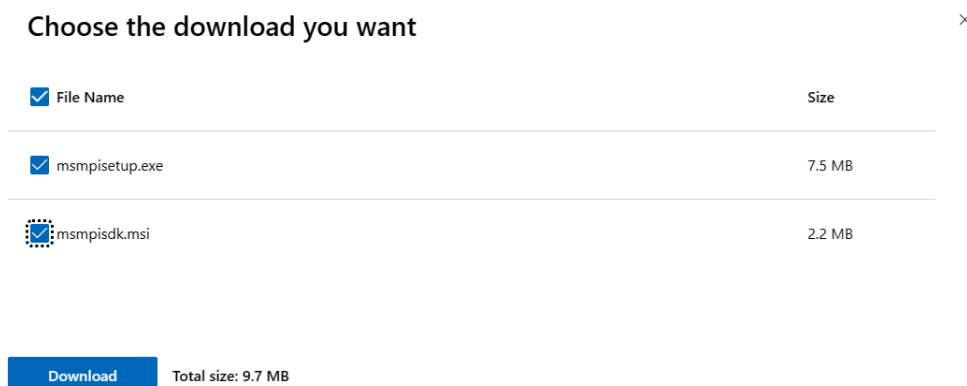 Choose the download you want
File Name Size
msmpisetup.exe 7.5 MB
msmpisdk.msi 2.2 MB
Download Total size: 9.7 MB